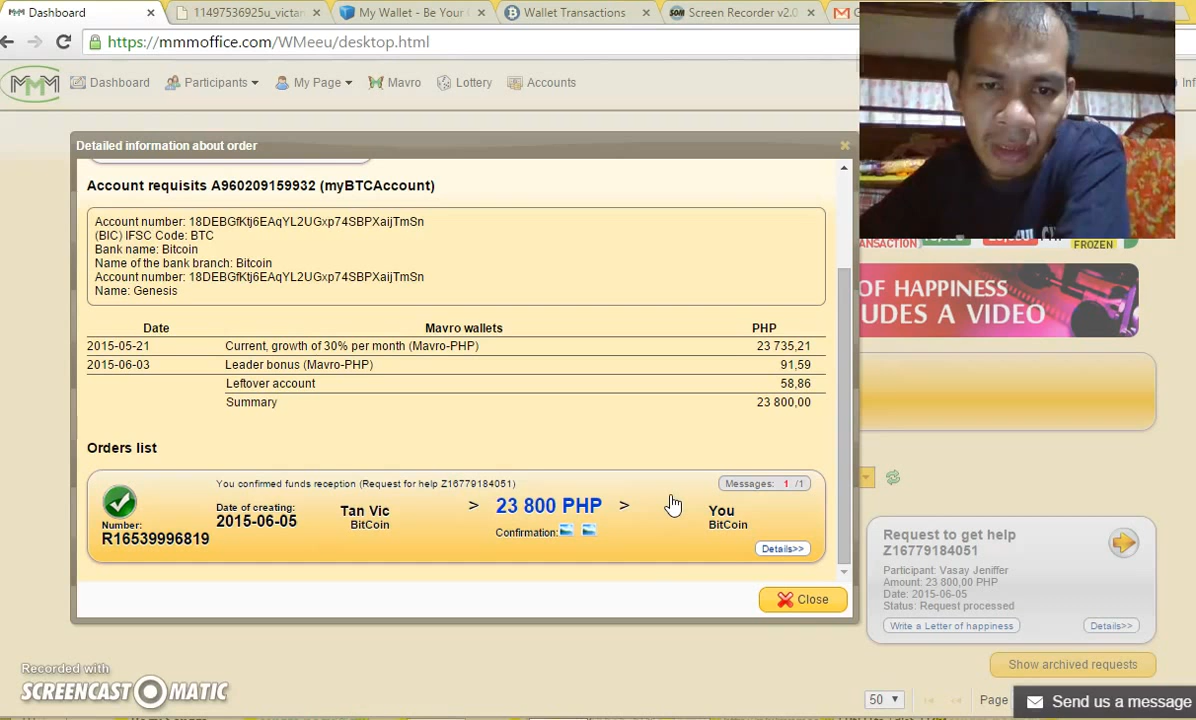 Dashboard
11497536925u_victan
My Wallet - Be Your
Wallet Transactions
Screen Recorder v2.0
https://mmmoffice.com/WMeeu/desktop.html
MMM
Dashboard
Participants
My Page
Mavro
Lottery
Accounts
Detailed information about order
Account requisits A960209159932 (myBTCAccount)
Account number: 18DEBGfKtj6EAqYL2UGxp74SBPXaijTmSn
(BIC) IFSC Code: BTC
Bank name: Bitcoin
Name of the bank branch: Bitcoin
Account number: 18DEBGfKtj6EAqYL2UGxp74SBPXaijTmSn
Name: Genesis
Date Mavro wallets PHP
2015-05-21 Current, growth of 30% per month (Mavro-PHP) 23 735,21
2015-06-03 Leader bonus (Mavro-PHP) 91,59
Leftover account 58,86
Summary 23 800,00
Orders list
You confirmed funds reception (Request for help Z16779184051)
Messages: 1 /1
Number:
R16539996819
Date of creating:
2015-06-05
Tan Vic
BitCoin
> 23 800 PHP >
Confirmation:
You
BitCoin
Details>>
Close
FROZEN
OF HAPPINESS
UDES A VIDEO
Request to get help
Z16779184051
Participant: Vasay Jeniffer
Amount: 23 800,00 PHP
Date: 2015-06-05
Status: Request processed
Write a Letter of happiness
Details>>
Show archived requests
50
Page
Send us a message
Recorded with
SCREENCAST MATIC